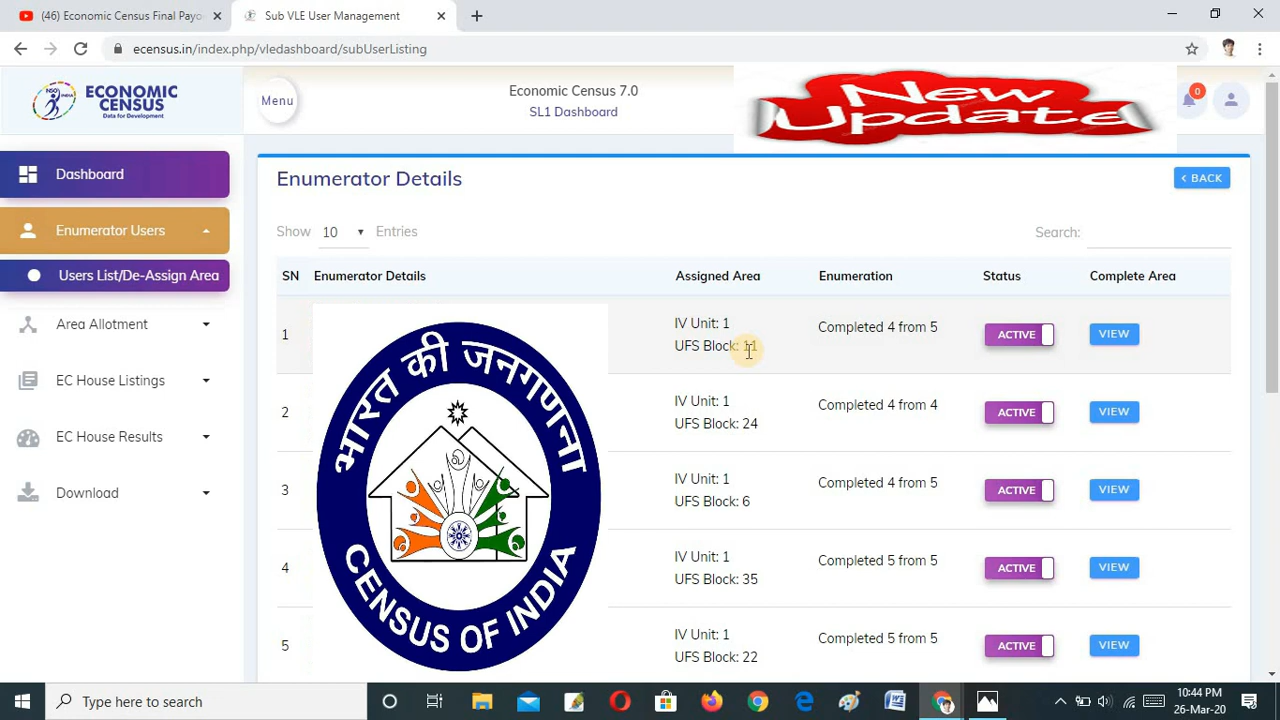 (46) Economic Census Final Payo
Sub VLE User Management
ecensus.in/index.php/vledashboard/subUserListing
NSO INDIA
ECONOMIC
CENSUS
Data for Development
Menu
Economic Census 7.0
SL1 Dashboard
New
Update
0
Dashboard
Enumerator Users
Users List/De-Assign Area
Area Allotment
EC House Listings
EC House Results
Download
Enumerator Details
BACK
Show 10 Entries
Search:
SN Enumerator Details Assigned Area Enumeration Status Complete Area
1 IV Unit: 1 Completed 4 from 5 ACTIVE VIEW
UFS Block: 11
2 IV Unit: 1 Completed 4 from 4 ACTIVE VIEW
UFS Block: 24
3 IV Unit: 1 Completed 4 from 5 ACTIVE VIEW
UFS Block: 6
4 IV Unit: 1 Completed 5 from 5 ACTIVE VIEW
UFS Block: 35
5 IV Unit: 1 Completed 5 from 5 ACTIVE VIEW
UFS Block: 22
भारत की जनगणना
CENSUS OF INDIA
Type here to search
10:44 PM
26-Mar-20